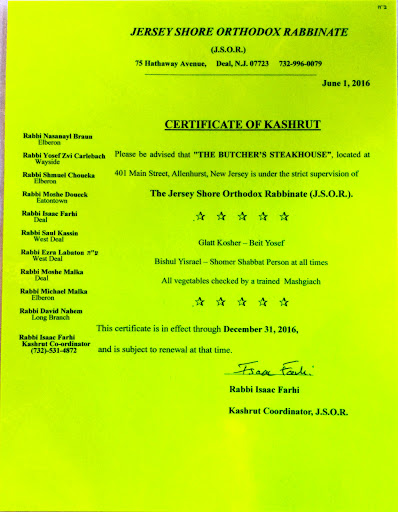 ב"ה
JERSEY SHORE ORTHODOX RABBINATE
(J.S.O.R.)
75 Hathaway Avenue, Deal, N.J. 07723 732-996-0079
June 1, 2016
CERTIFICATE OF KASHRUT
Rabbi Nasanayl Braun
Elberon
Rabbi Yosef Zvi Carlebach
Wayside
Rabbi Shmuel Choueka
Elberon
Rabbi Moshe Doueck
Eatontown
Rabbi Isaac Farhi
Deal
Rabbi Saul Kassin
West Deal
Rabbi Ezra Labaton ע"ה
West Deal
Rabbi Moshe Malka
Deal
Rabbi Michael Malka
Elberon
Rabbi David Nahem
Long Branch
Rabbi Isaac Farhi
Kashrut Co-ordinator
(732)-531-4872
Please be advised that "THE BUTCHER'S STEAKHOUSE", located at
401 Main Street, Allenhurst, New Jersey is under the strict supervision of
The Jersey Shore Orthodox Rabbinate (J.S.O.R.).
Glatt Kosher – Beit Yosef
Bishul Yisrael – Shomer Shabbat Person at all times
All vegetables checked by a trained Mashgiach
This certificate is in effect through December 31, 2016,
and is subject to renewal at that time.
Isaac Farhi
Rabbi Isaac Farhi
Kashrut Coordinator, J.S.O.R.